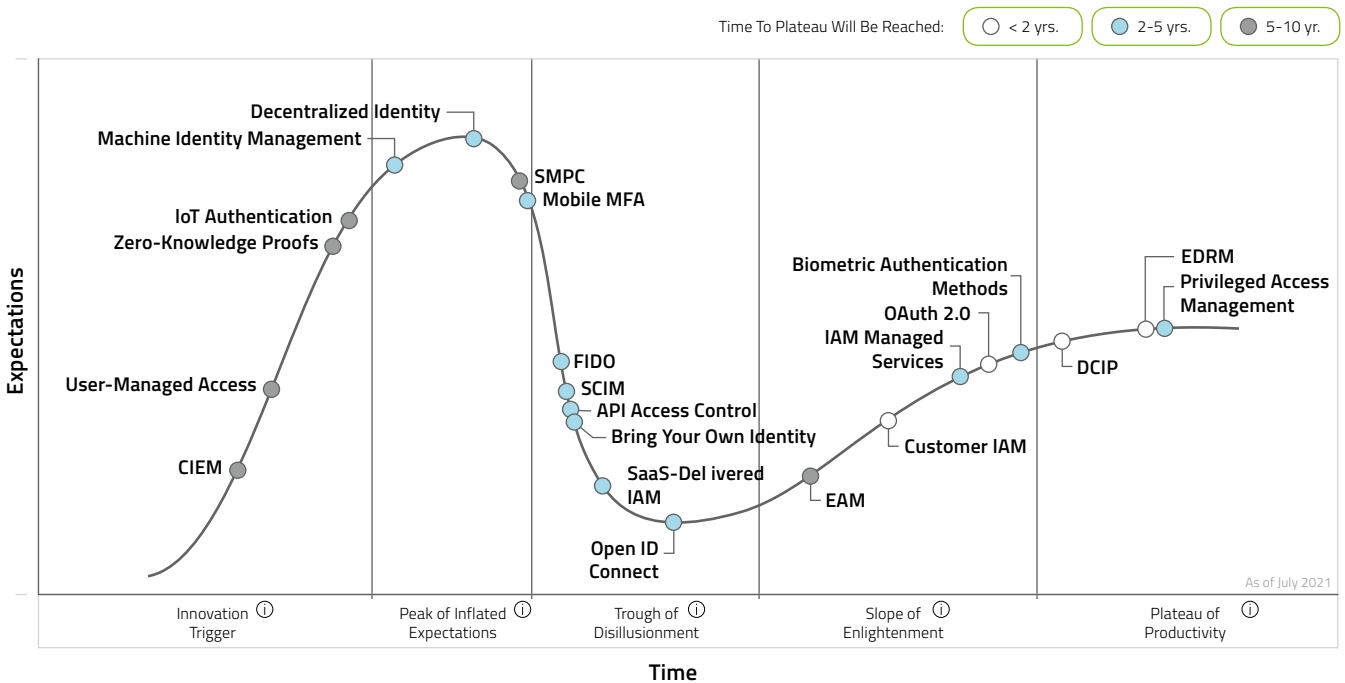 Time To Plateau Will Be Reached:
< 2 yrs.
2-5 yrs.
5-10 yr.
Decentralized Identity
Machine Identity Management
SMPC
Mobile MFA
IoT Authentication
Zero-Knowledge Proofs
EDRM
Biometric Authentication
Methods
Privileged Access
Management
OAuth 2.0
IAM Managed
Services
FIDO
DCIP
User-Managed Access
SCIM
API Access Control
Bring Your Own Identity
Customer IAM
CIEM
SaaS-Del ivered
IAM
EAM
Open ID
Connect
Expectations
As of July 2021
Innovation
Trigger
Peak of Inflated
Expectations
Trough of
Disillusionment
Slope of
Enlightenment
Plateau of
Productivity
Time